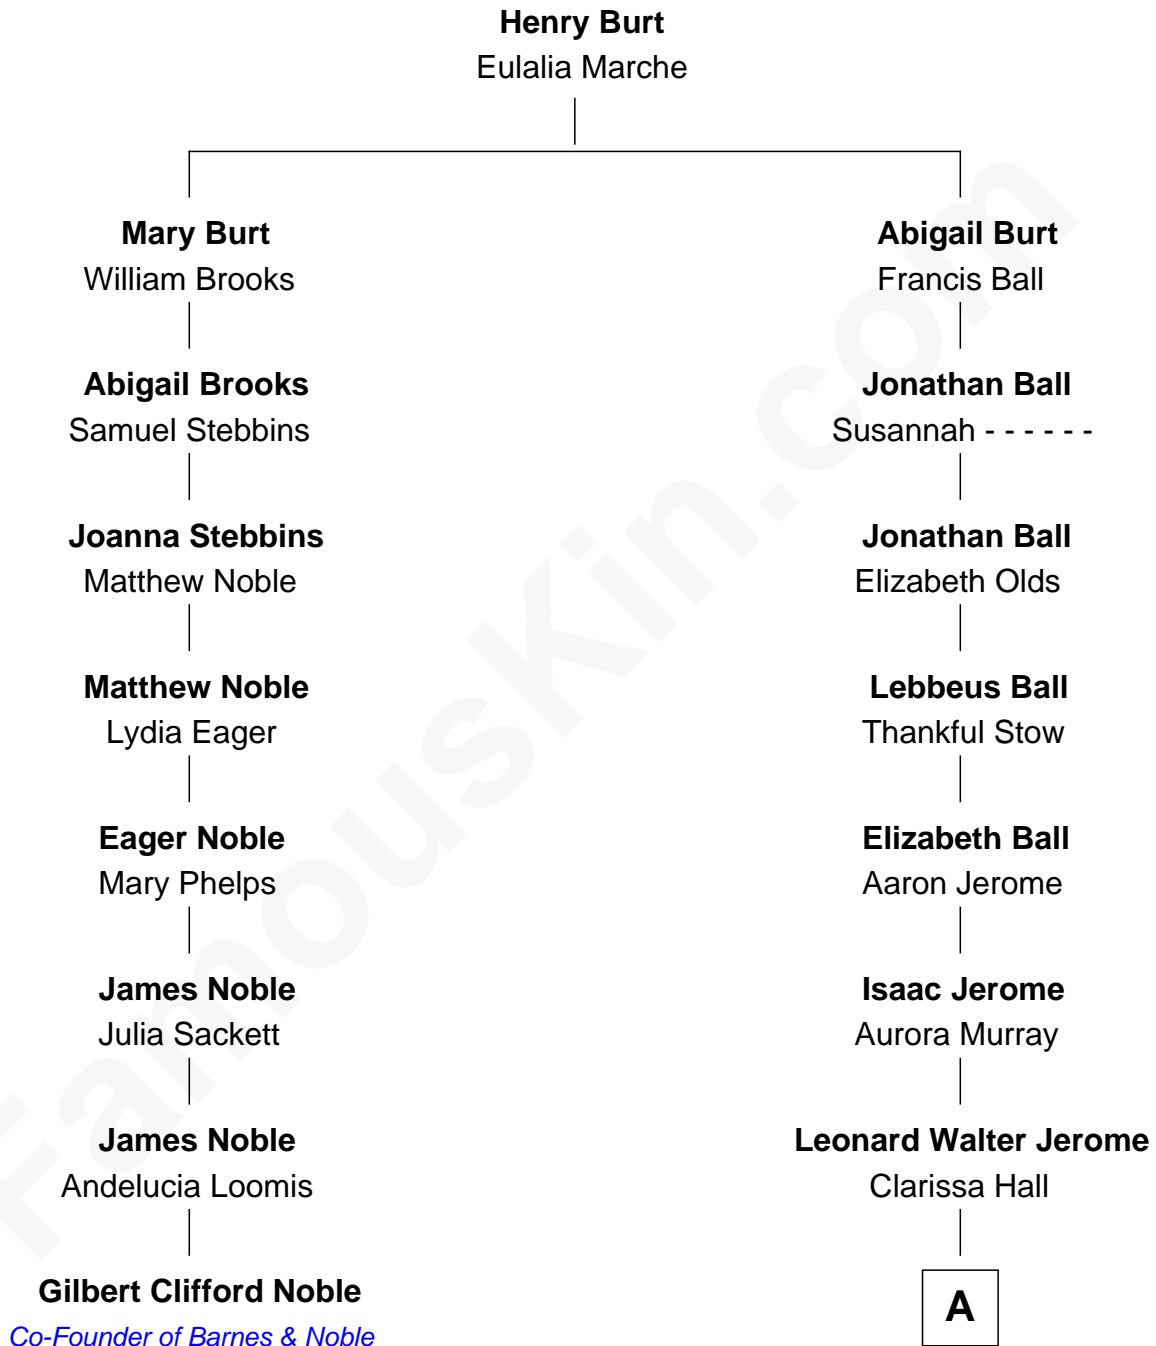 Henry Burt
Eulalia Marche
Mary Burt
William Brooks
Abigail Burt
Francis Ball
Abigail Brooks
Samuel Stebbins
Jonathan Ball
Susannah - - - - - -
Joanna Stebbins
Matthew Noble
Jonathan Ball
Elizabeth Olds
Matthew Noble
Lydia Eager
Lebbeus Ball
Thankful Stow
Eager Noble
Mary Phelps
Elizabeth Ball
Aaron Jerome
James Noble
Julia Sackett
Isaac Jerome
Aurora Murray
James Noble
Andelucia Loomis
Leonard Walter Jerome
Clarissa Hall
Gilbert Clifford Noble
Co-Founder of Barnes & Noble
A
FamousKin.com